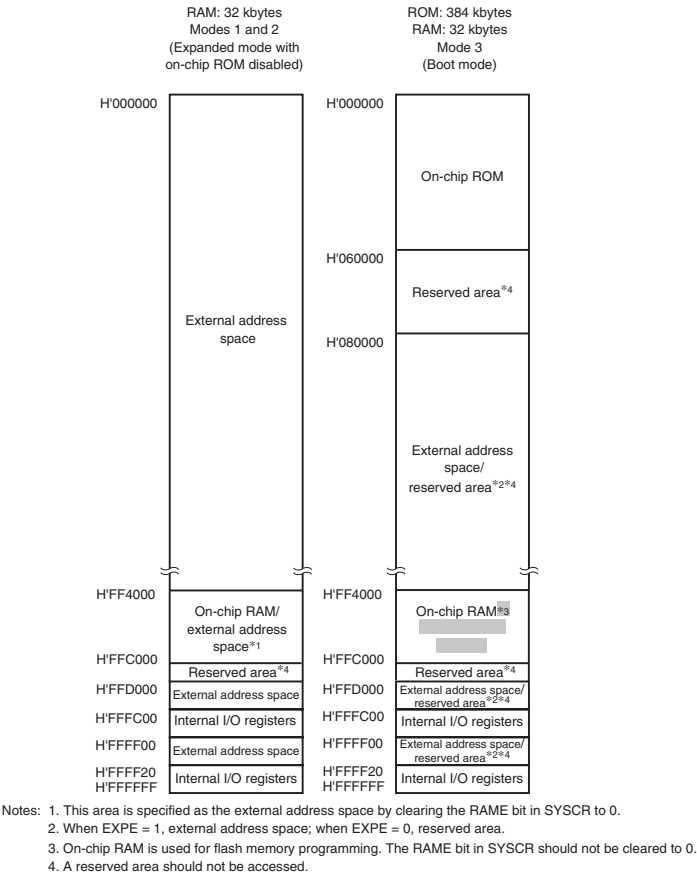 RAM: 32 kbytes
Modes 1 and 2
(Expanded mode with
on-chip ROM disabled)
H'000000
External address
space
H'FF4000
On-chip RAM/
external address
space*1
H'FFC000
Reserved area*4
H'FFD000
External address space
H'FFFC00
Internal I/O registers
H'FFFF00
External address space
H'FFFF20
Internal I/O registers
H'FFFFFF
ROM: 384 kbytes
RAM: 32 kbytes
Mode 3
(Boot mode)
H'000000
On-chip ROM
H'060000
Reserved area*4
H'080000
External address
space/
reserved area*2*4
H'FF4000
On-chip RAM*3
H'FFC000
Reserved area*4
H'FFD000
External address space/
reserved area*2*4
H'FFFC00
Internal I/O registers
H'FFFF00
External address space/
reserved area*2*4
H'FFFF20
Internal I/O registers
H'FFFFFF
Notes: 1. This area is specified as the external address space by clearing the RAME bit in SYSCR to 0.
2. When EXPE = 1, external address space; when EXPE = 0, reserved area.
3. On-chip RAM is used for flash memory programming. The RAME bit in SYSCR should not be cleared to 0.
4. A reserved area should not be accessed.